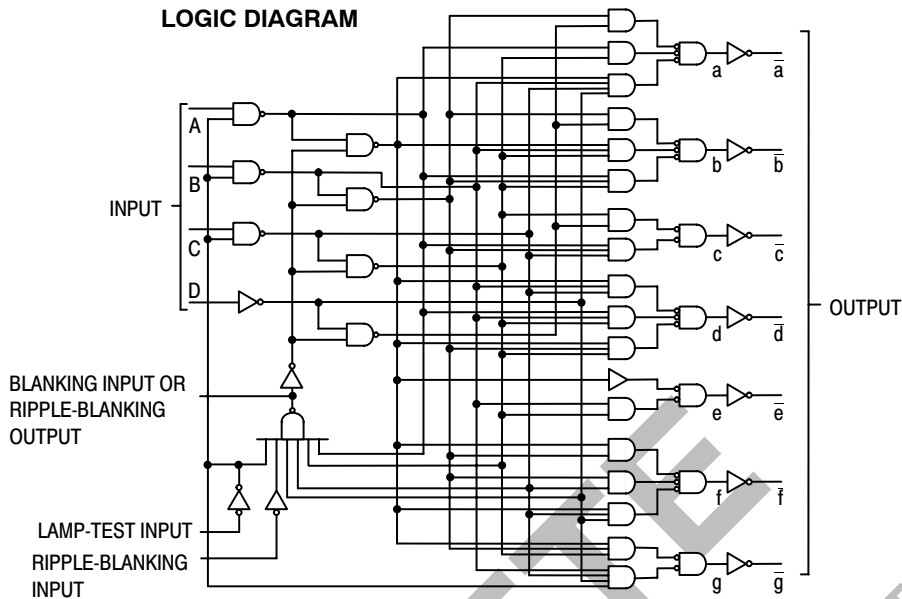 LOGIC DIAGRAM
a
a̅
A
b
b̅
B
INPUT
C
c
c̅
D
OUTPUT
d
d̅
BLANKING INPUT OR
RIPPLE-BLANKING
OUTPUT
e
e̅
f
f̅
LAMP-TEST INPUT
RIPPLE-BLANKING
INPUT
g
g̅